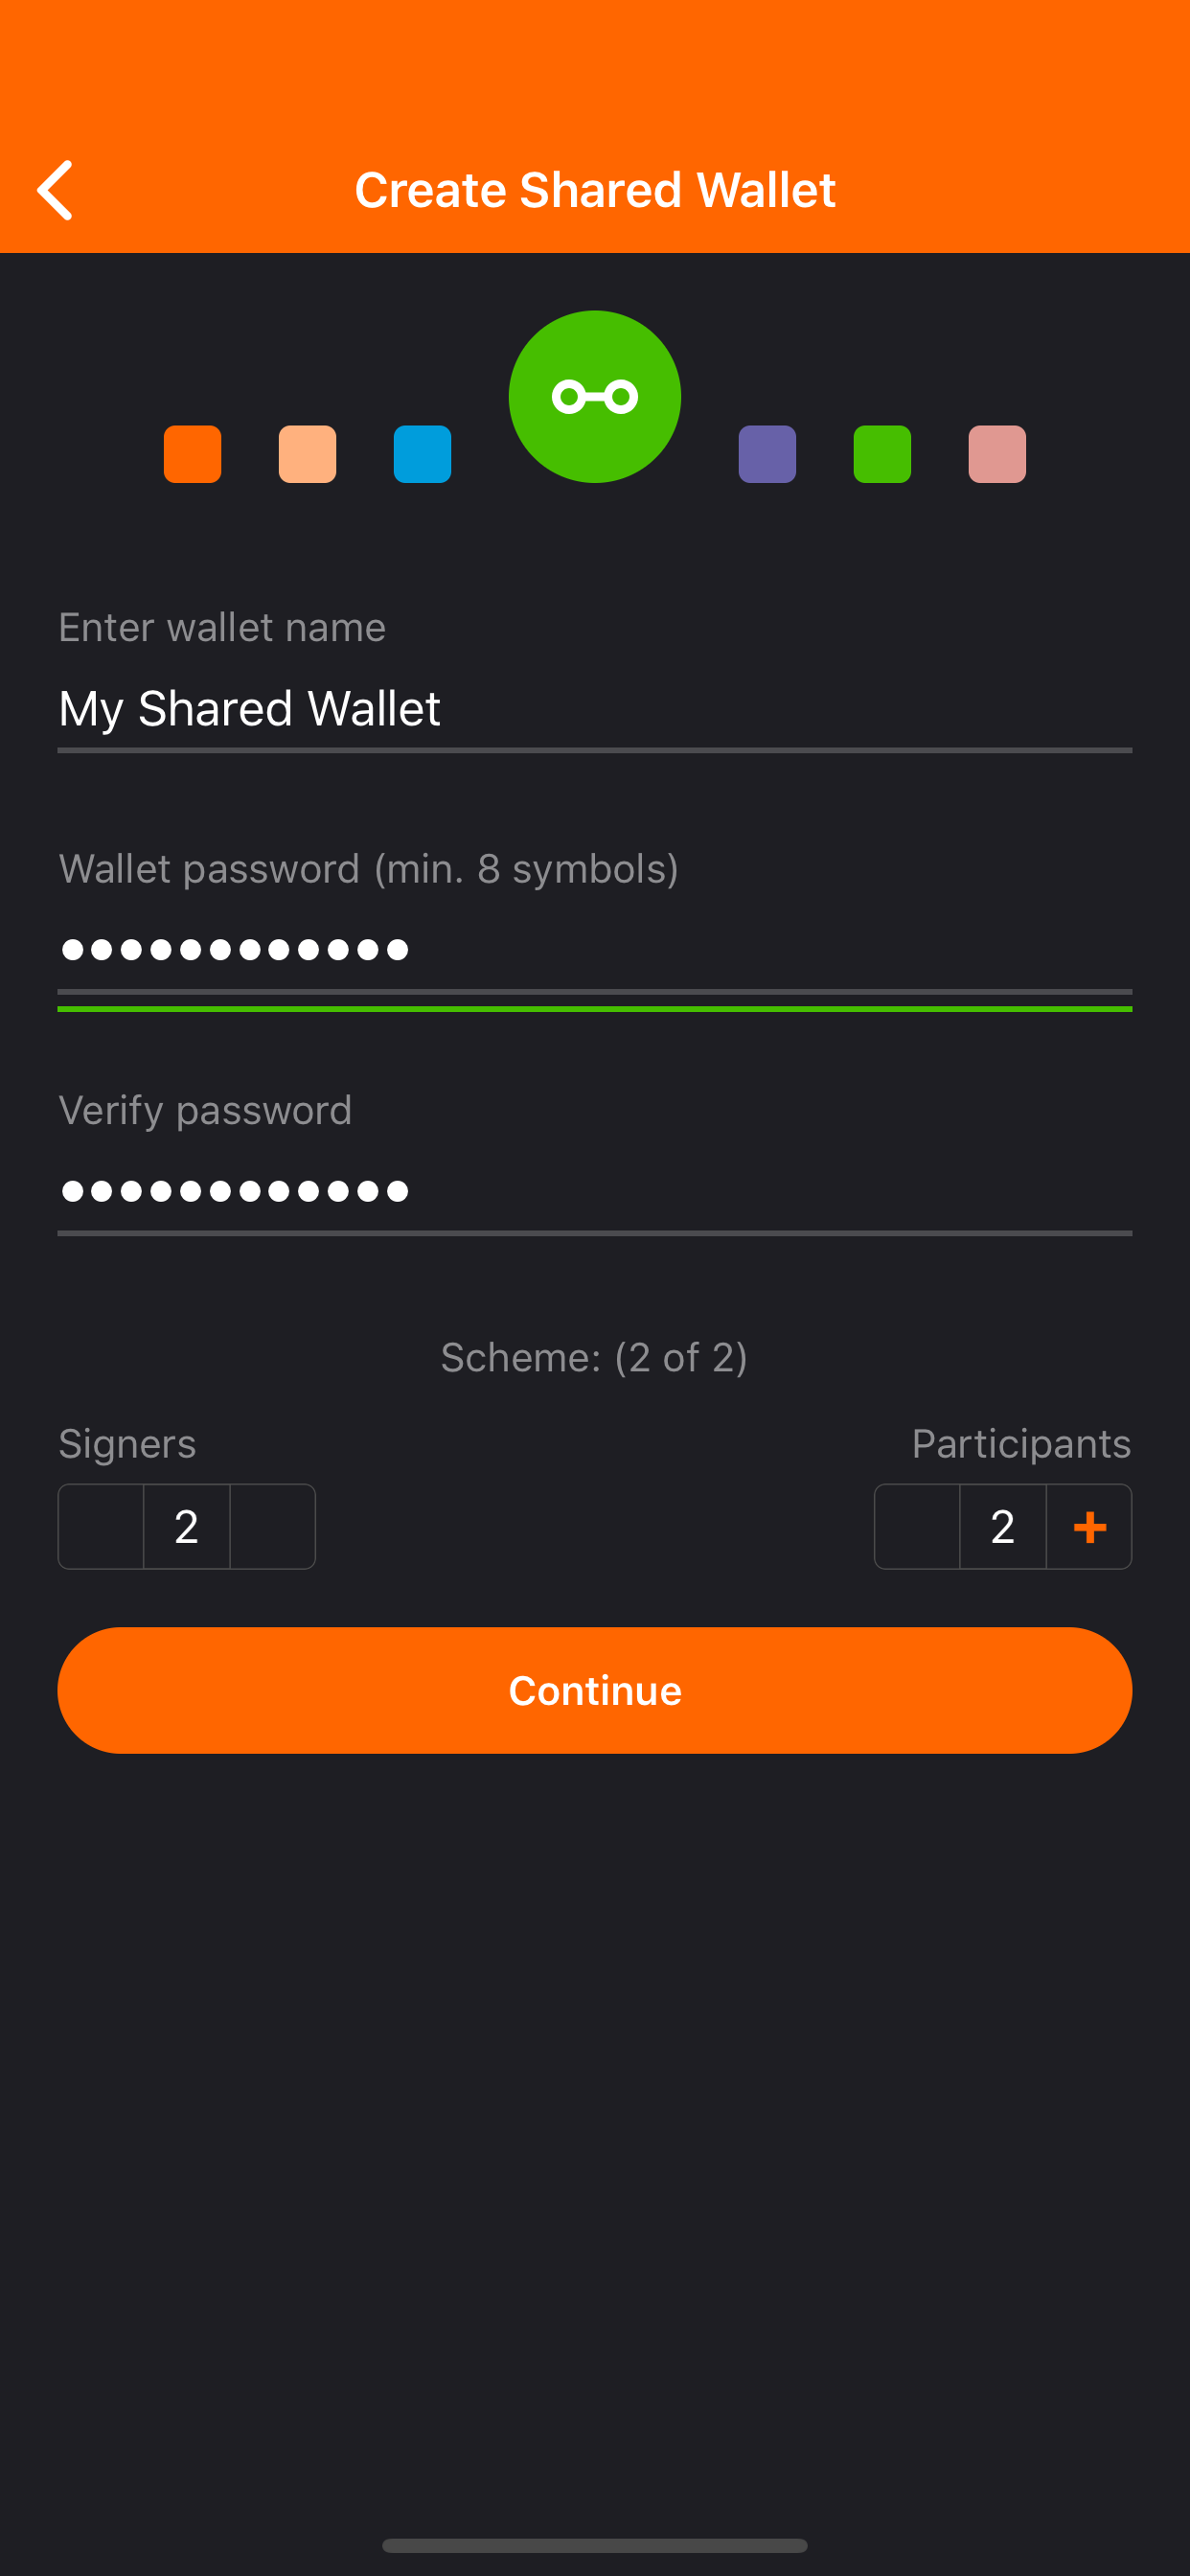 Create Shared Wallet
Enter wallet name
My Shared Wallet
Wallet password (min. 8 symbols)
••••••••••••
Verify password
••••••••••••
Scheme: (2 of 2)
Signers Participants
2 2 +
Continue